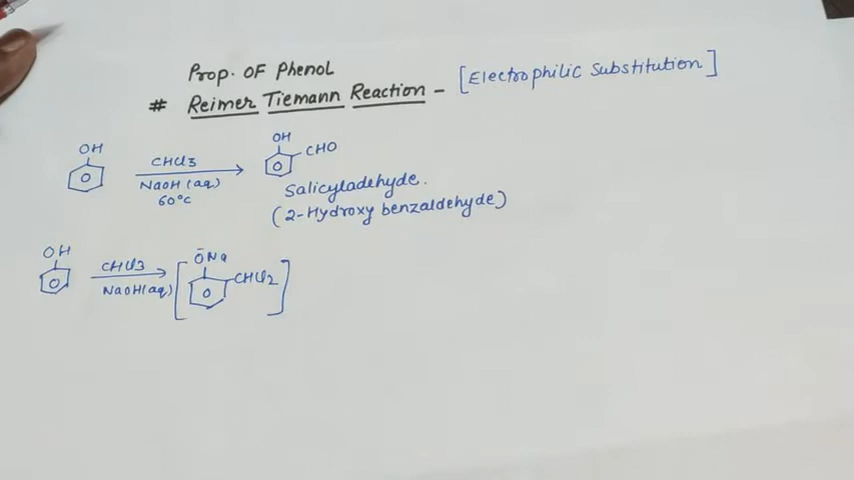 Prop. OF Phenol
# Reimer Tiemann Reaction - [Electrophilic Substitution]
OH
CHCl3
NaOH (aq)
60°C
OH
CHO
Salicyladehyde.
(2-Hydroxy benzaldehyde)
OH
CHCl3
NaOH(aq)
ŌNa
CHCl2